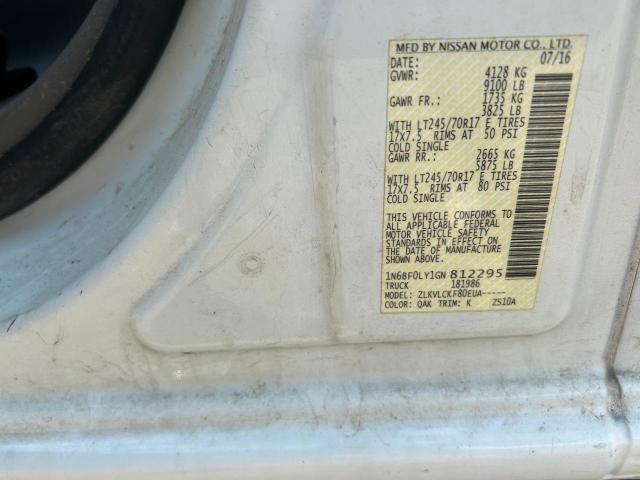 MFD BY NISSAN MOTOR CO., LTD.
DATE: 07/16
GVWR: 4128 KG
9100 LB
GAWR FR.: 1735 KG
3825 LB
WITH LT245/70R17 E TIRES
17X7.5 RIMS AT 50 PSI
COLD SINGLE
GAWR RR.: 2665 KG
5875 LB
WITH LT245/70R17 E TIRES
17X7.5 RIMS AT 80 PSI
COLD SINGLE
THIS VEHICLE CONFORMS TO
ALL APPLICABLE FEDERAL
MOTOR VEHICLE SAFETY
STANDARDS IN EFFECT ON
THE DATE OF MANUFACTURE
SHOWN ABOVE.
1N68F0LY1GN 812295
TRUCK 181986
MODEL: ZLKVLCKF80EUA-----
COLOR: QAK TRIM: K ZS10A